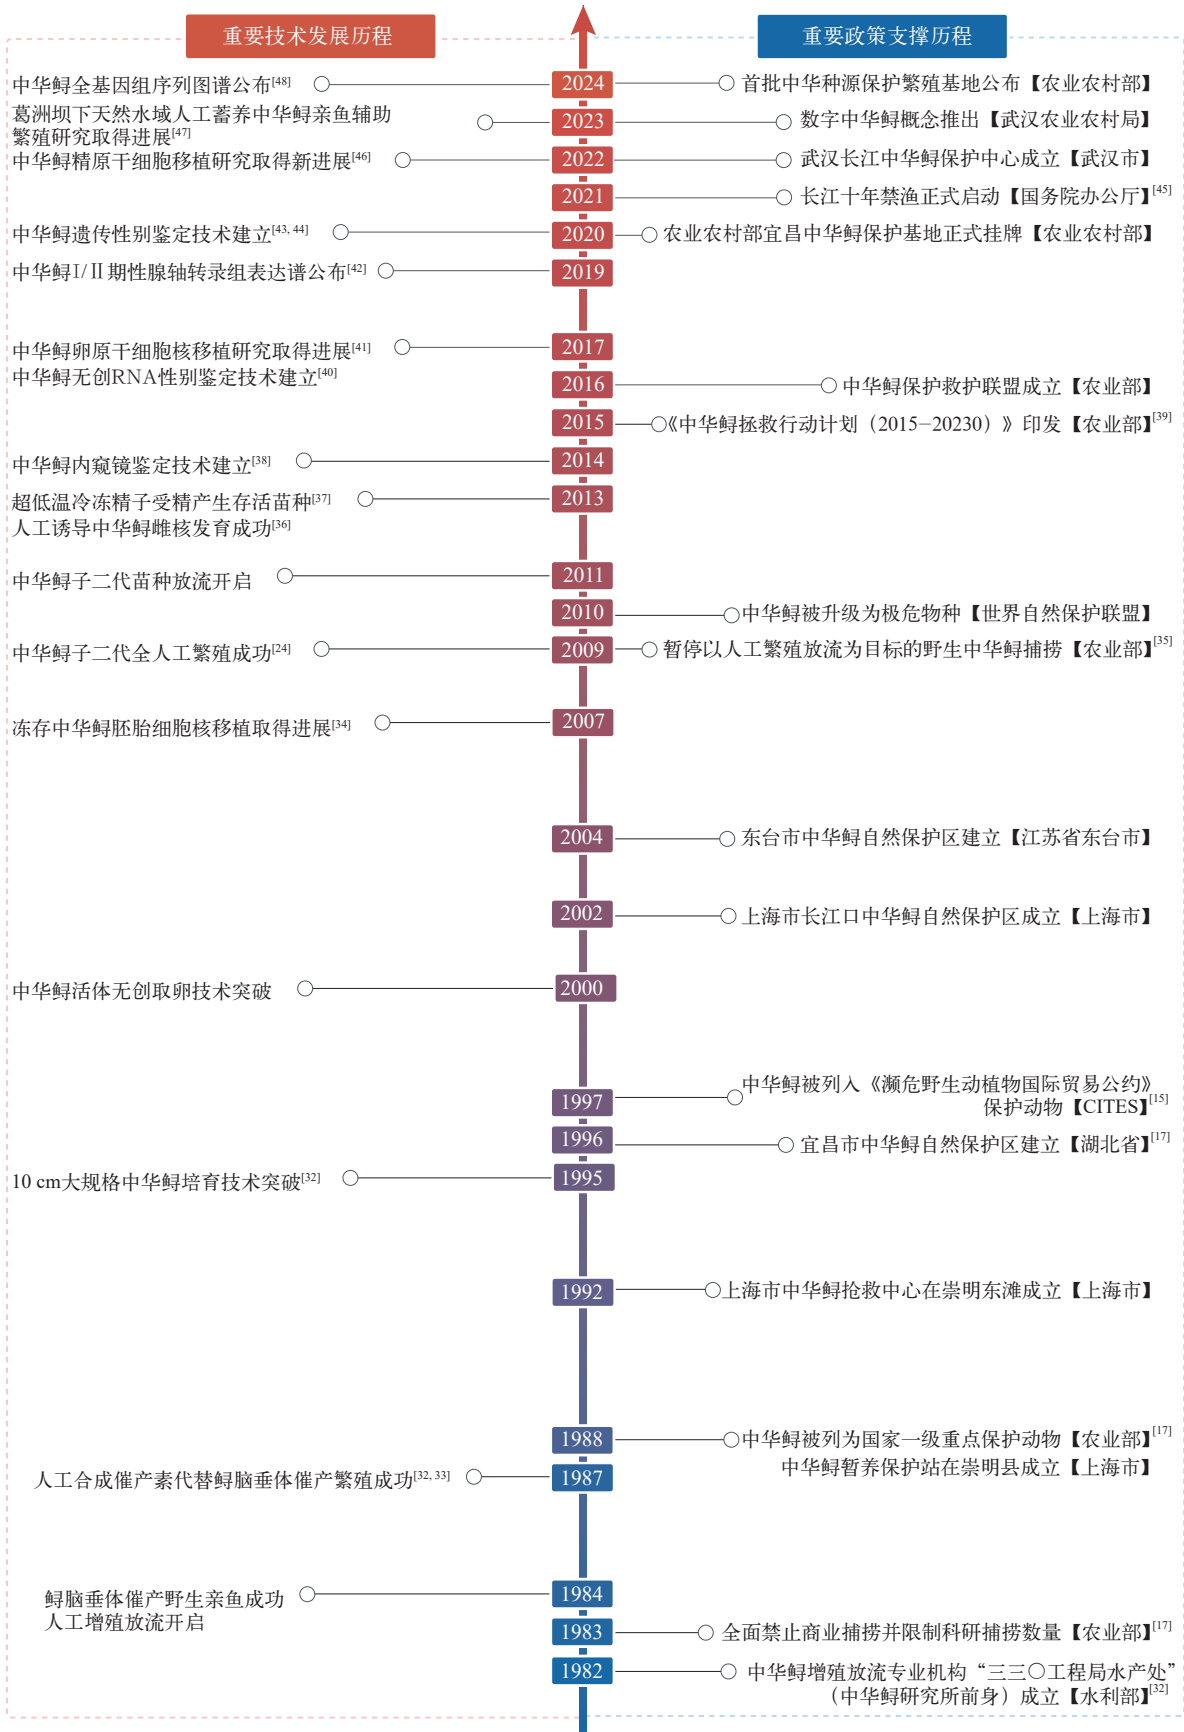 重要技术发展历程
重要政策支撑历程
中华鲟全基因组序列图谱公布[48]
2024
首批中华种源保护繁殖基地公布【农业农村部】
葛洲坝下天然水域人工蓄养中华鲟亲鱼辅助
繁殖研究取得进展[47]
2023
数字中华鲟概念推出【武汉农业农村局】
中华鲟精原干细胞移植研究取得新进展[46]
2022
武汉长江中华鲟保护中心成立【武汉市】
2021
长江十年禁渔正式启动【国务院办公厅】[45]
中华鲟遗传性别鉴定技术建立[43, 44]
2020
农业农村部宜昌中华鲟保护基地正式挂牌【农业农村部】
中华鲟I/Ⅱ期性腺轴转录组表达谱公布[42]
2019
中华鲟卵原干细胞核移植研究取得进展[41]
2017
中华鲟无创RNA性别鉴定技术建立[40]
2016
中华鲟保护救护联盟成立【农业部】
2015
《中华鲟拯救行动计划（2015−20230）》印发【农业部】[39]
中华鲟内窥镜鉴定技术建立[38]
2014
超低温冷冻精子受精产生存活苗种[37]
2013
人工诱导中华鲟雌核发育成功[36]
中华鲟子二代苗种放流开启
2011
2010
中华鲟被升级为极危物种【世界自然保护联盟】
中华鲟子二代全人工繁殖成功[24]
2009
暂停以人工繁殖放流为目标的野生中华鲟捕捞【农业部】[35]
冻存中华鲟胚胎细胞核移植取得进展[34]
2007
2004
东台市中华鲟自然保护区建立【江苏省东台市】
2002
上海市长江口中华鲟自然保护区成立【上海市】
中华鲟活体无创取卵技术突破
2000
1997
中华鲟被列入《濒危野生动植物国际贸易公约》
保护动物【CITES】[15]
1996
宜昌市中华鲟自然保护区建立【湖北省】[17]
10 cm大规格中华鲟培育技术突破[32]
1995
1992
上海市中华鲟抢救中心在崇明东滩成立【上海市】
1988
中华鲟被列为国家一级重点保护动物【农业部】[17]
中华鲟暂养保护站在崇明县成立【上海市】
人工合成催产素代替鲟脑垂体催产繁殖成功[32, 33]
1987
鲟脑垂体催产野生亲鱼成功
人工增殖放流开启
1984
1983
全面禁止商业捕捞并限制科研捕捞数量【农业部】[17]
1982
中华鲟增殖放流专业机构“三三〇工程局水产处”
（中华鲟研究所前身）成立【水利部】[32]